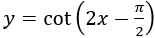 y = cot(2x − π/2)